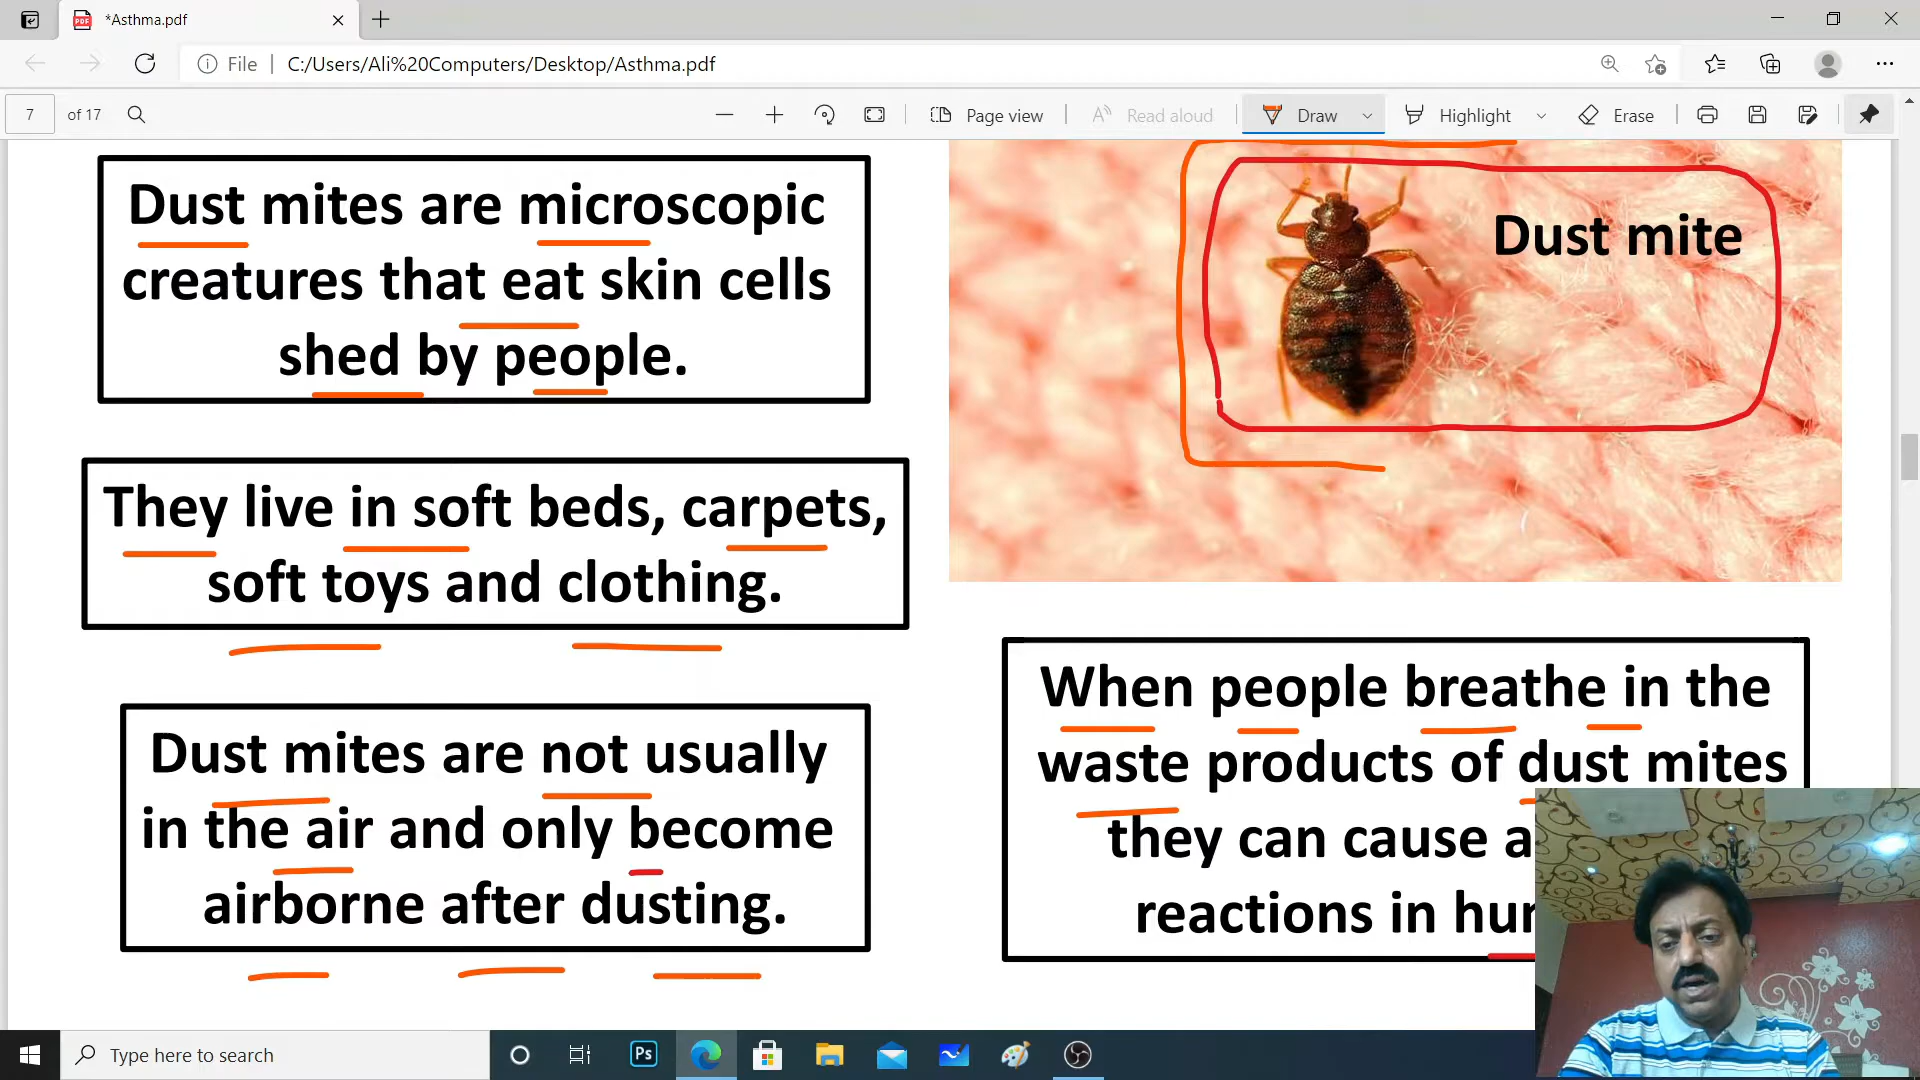 *Asthma.pdf
File
C:/Users/Ali%20Computers/Desktop/Asthma.pdf
7 of 17
Page view
Read aloud
Draw
Highlight
Erase
Dust mites are microscopic
creatures that eat skin cells
shed by people.
Dust mite
They live in soft beds, carpets,
soft toys and clothing.
Dust mites are not usually
in the air and only become
airborne after dusting.
When people breathe in the
waste products of dust mites
they can cause a
reactions in hu
Type here to search
Ps